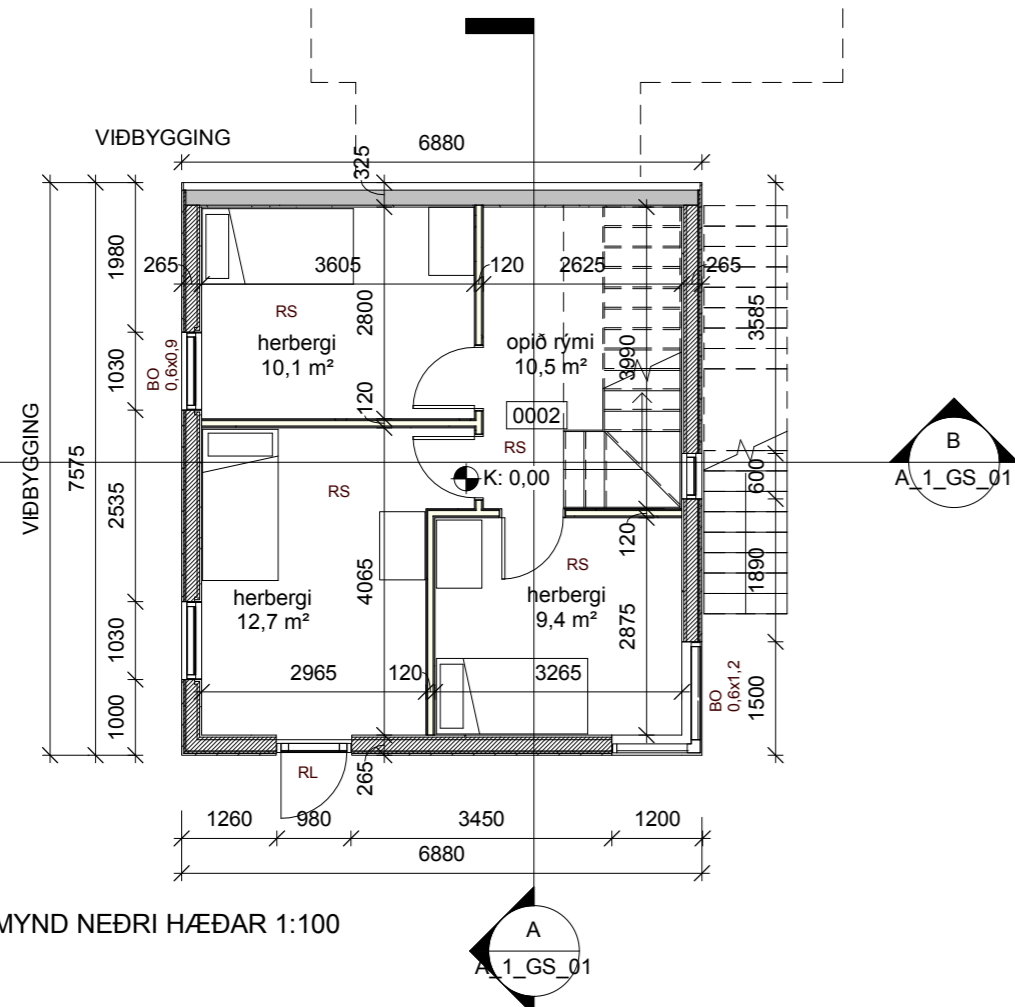 VIÐBYGGING
6880
325
265
3605
120
2625
265
1980
3585
RS
2800
herbergi
10,1 m²
opið rými
10,5 m²
3990
BO
0,6x0,9
1030
120
0002
RS
VIÐBYGGING
7575
B
A_1_GS_01
K: 0,00
600
RS
2535
120
RS
1890
4065
herbergi
12,7 m²
herbergi
9,4 m²
2875
1030
2965
120
3265
BO
0,6x1,2
1500
1000
RL
265
1260
980
3450
1200
6880
MYND NEÐRI HÆÐAR 1:100
A
A_1_GS_01